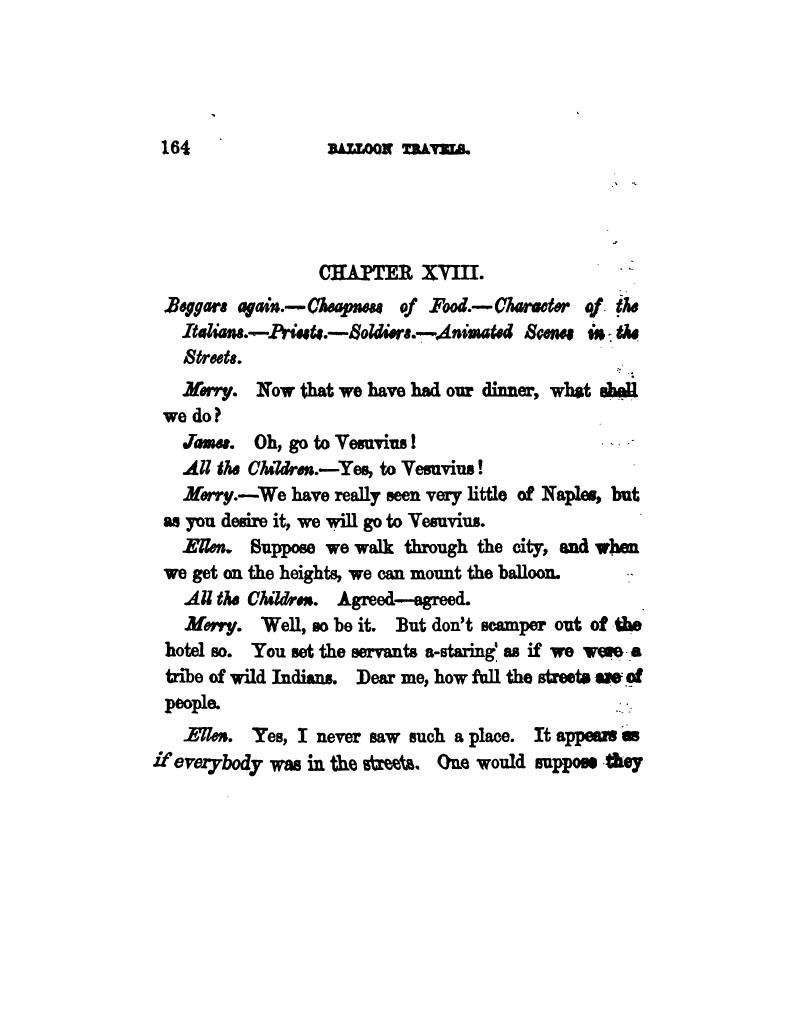 164 BALLOON TRAVELS.
CHAPTER XVIII.
Beggars again.—Cheapness of Food.—Character of the
Italians.—Priests.—Soldiers.—Animated Scenes in the
Streets.
Merry. Now that we have had our dinner, what shall
we do?
James. Oh, go to Vesuvius!
All the Children.—Yes, to Vesuvius!
Merry.—We have really seen very little of Naples, but
as you desire it, we will go to Vesuvius.
Ellen. Suppose we walk through the city, and when
we get on the heights, we can mount the balloon.
All the Children. Agreed—agreed.
Merry. Well, so be it. But don't scamper out of the
hotel so. You set the servants a-staring as if we were a
tribe of wild Indians. Dear me, how full the streets are of
people.
Ellen. Yes, I never saw such a place. It appears as
if everybody was in the streets. One would suppose they